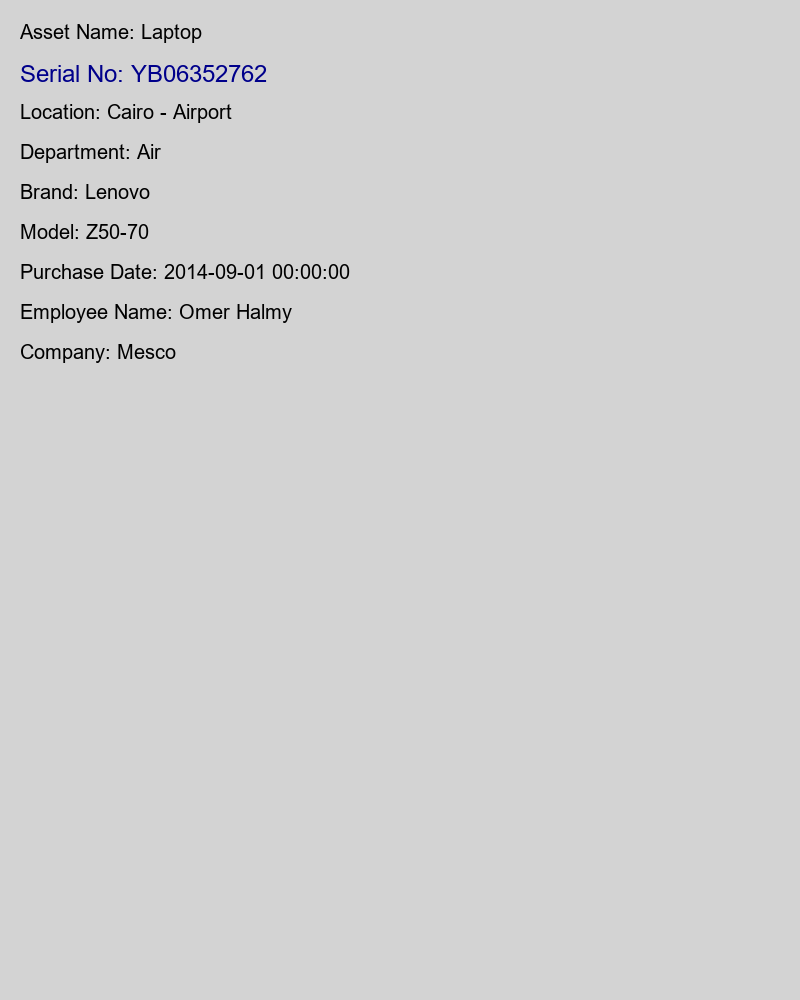 Asset Name: Laptop
Serial No: YB06352762
Location: Cairo - Airport
Department: Air
Brand: Lenovo
Model: Z50-70
Purchase Date: 2014-09-01 00:00:00
Employee Name: Omer Halmy
Company: Mesco